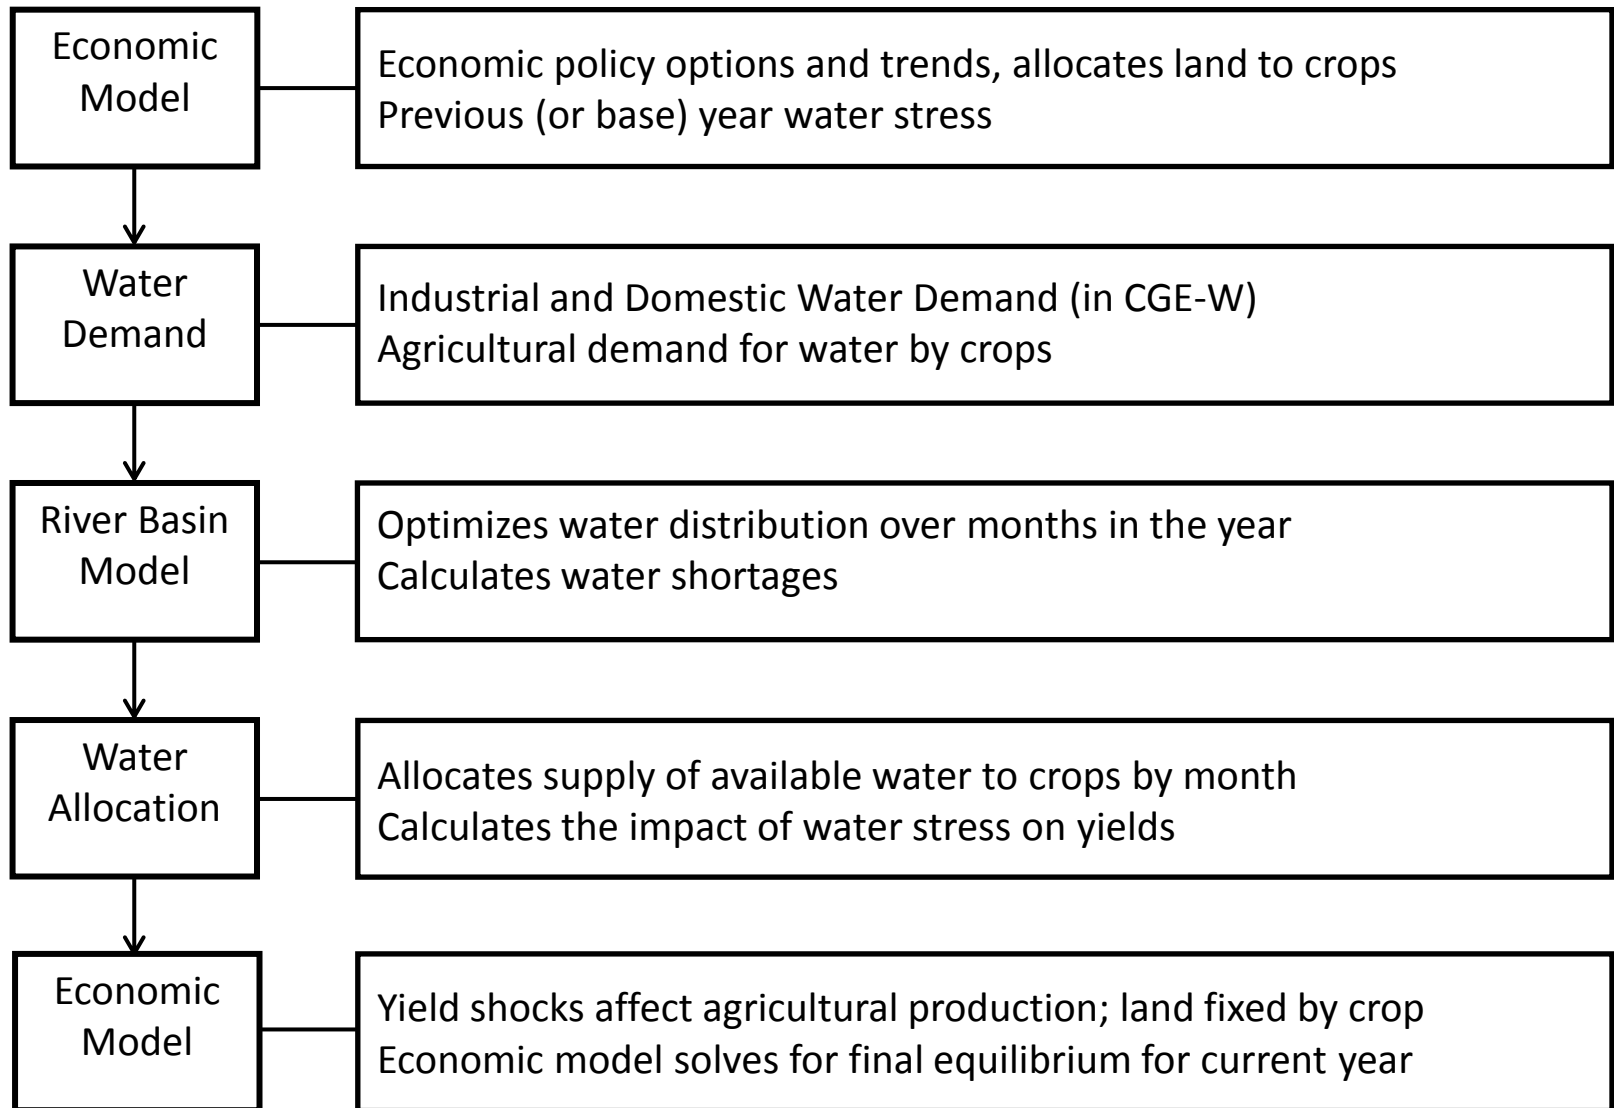 Economic
Model
Economic policy options and trends, allocates land to crops
Previous (or base) year water stress
Water
Demand
Industrial and Domestic Water Demand (in CGE-W)
Agricultural demand for water by crops
River Basin
Model
Optimizes water distribution over months in the year
Calculates water shortages
Water
Allocation
Allocates supply of available water to crops by month
Calculates the impact of water stress on yields
Economic
Model
Yield shocks affect agricultural production; land fixed by crop
Economic model solves for final equilibrium for current year